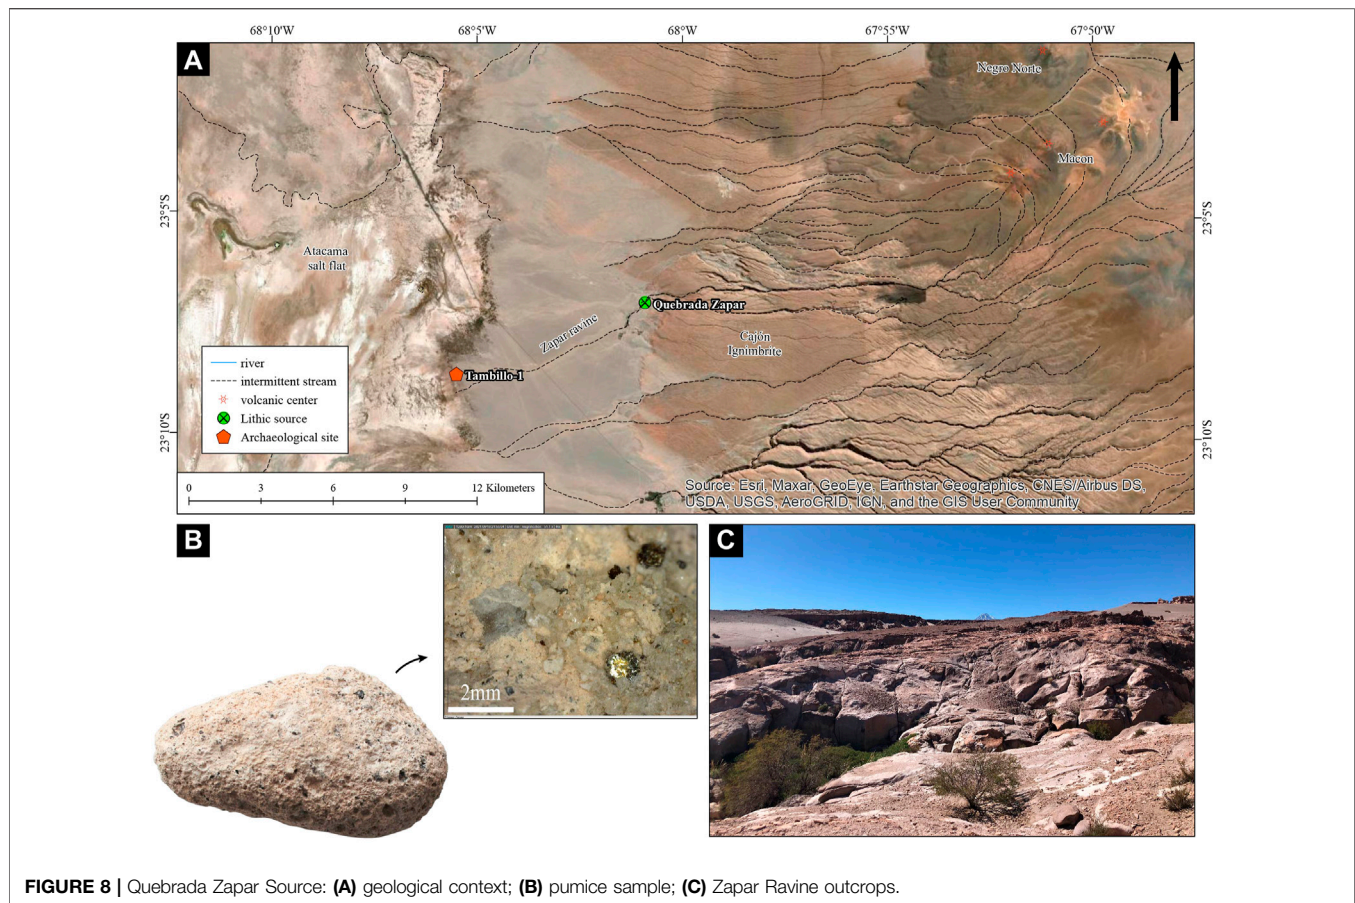 68°10'W
68°5'W
68°W
67°55'W
67°50'W
A
Negro Norte
Macon
23°5'S
23°5'S
Atacama
salt flat
Quebrada Zapar
Zapar ravine
Cajón
Ignimbrite
river
intermittent stream
volcanic center
Lithic source
Archaeological site
Tambillo-1
23°10'S
23°10'S
0 3 6 9 12 Kilometers
Source: Esri, Maxar, GeoEye, Earthstar Geographics, CNES/Airbus DS,
USDA, USGS, AeroGRID, IGN, and the GIS User Community
B
2mm
C
FIGURE 8 | Quebrada Zapar Source: (A) geological context; (B) pumice sample; (C) Zapar Ravine outcrops.